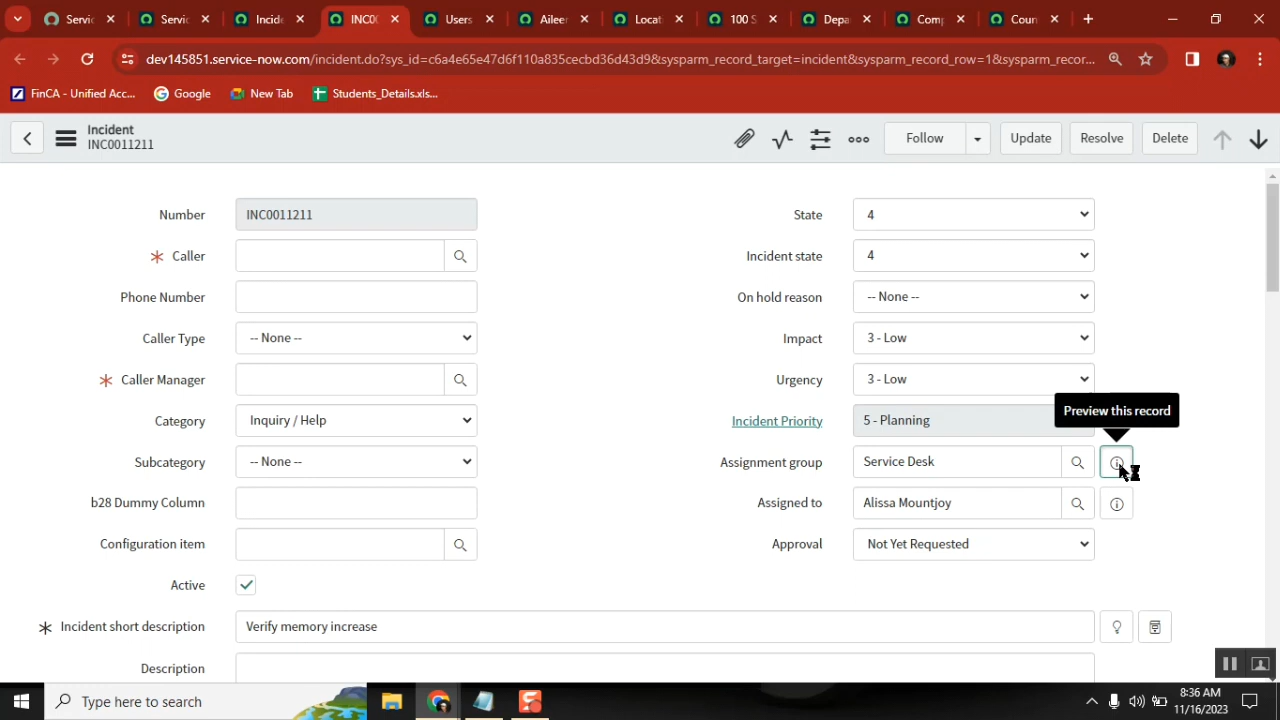 Servic
Servic
Incide
INC00
Users
Aileer
Locat
100 S
Depa
Comp
Coun
dev145851.service-now.com/incident.do?sys_id=c6a4e65e47d6f110a835cecbd36d43d9&sysparm_record_target=incident&sysparm_record_row=1&sysparm_recor...
FinCA - Unified Acc...
Google
New Tab
Students_Details.xls...
Incident
INC0011211
Follow
Update
Resolve
Delete
Number
INC0011211
State
4
Caller
Incident state
4
Phone Number
On hold reason
-- None --
Caller Type
-- None --
Impact
3 - Low
Caller Manager
Urgency
3 - Low
Preview this record
Category
Inquiry / Help
Incident Priority
5 - Planning
Subcategory
-- None --
Assignment group
Service Desk
b28 Dummy Column
Assigned to
Alissa Mountjoy
Configuration item
Approval
Not Yet Requested
Active
Incident short description
Verify memory increase
Description
Type here to search
8:36 AM
11/16/2023